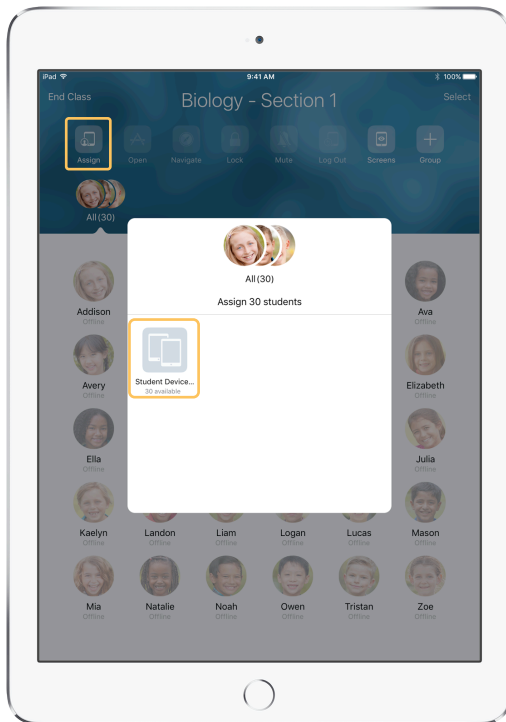 iPad 9:41 AM 100%
End Class Biology - Section 1 Select
Assign Open Navigate Lock Mute Log Out... Screens Group
All (30)
All (30)
Assign 30 students
Student Device...
30 available
Addison Ava
Offline Offline
Avery Elizabeth
Offline Offline
Ella Julia
Offline Offline
Kaelyn Landon Liam Logan Lucas Mason
Offline Offline Offline Offline Offline Offline
Mia Natalie Noah Owen Tristan Zoe
Offline Offline Offline Offline Offline Offline